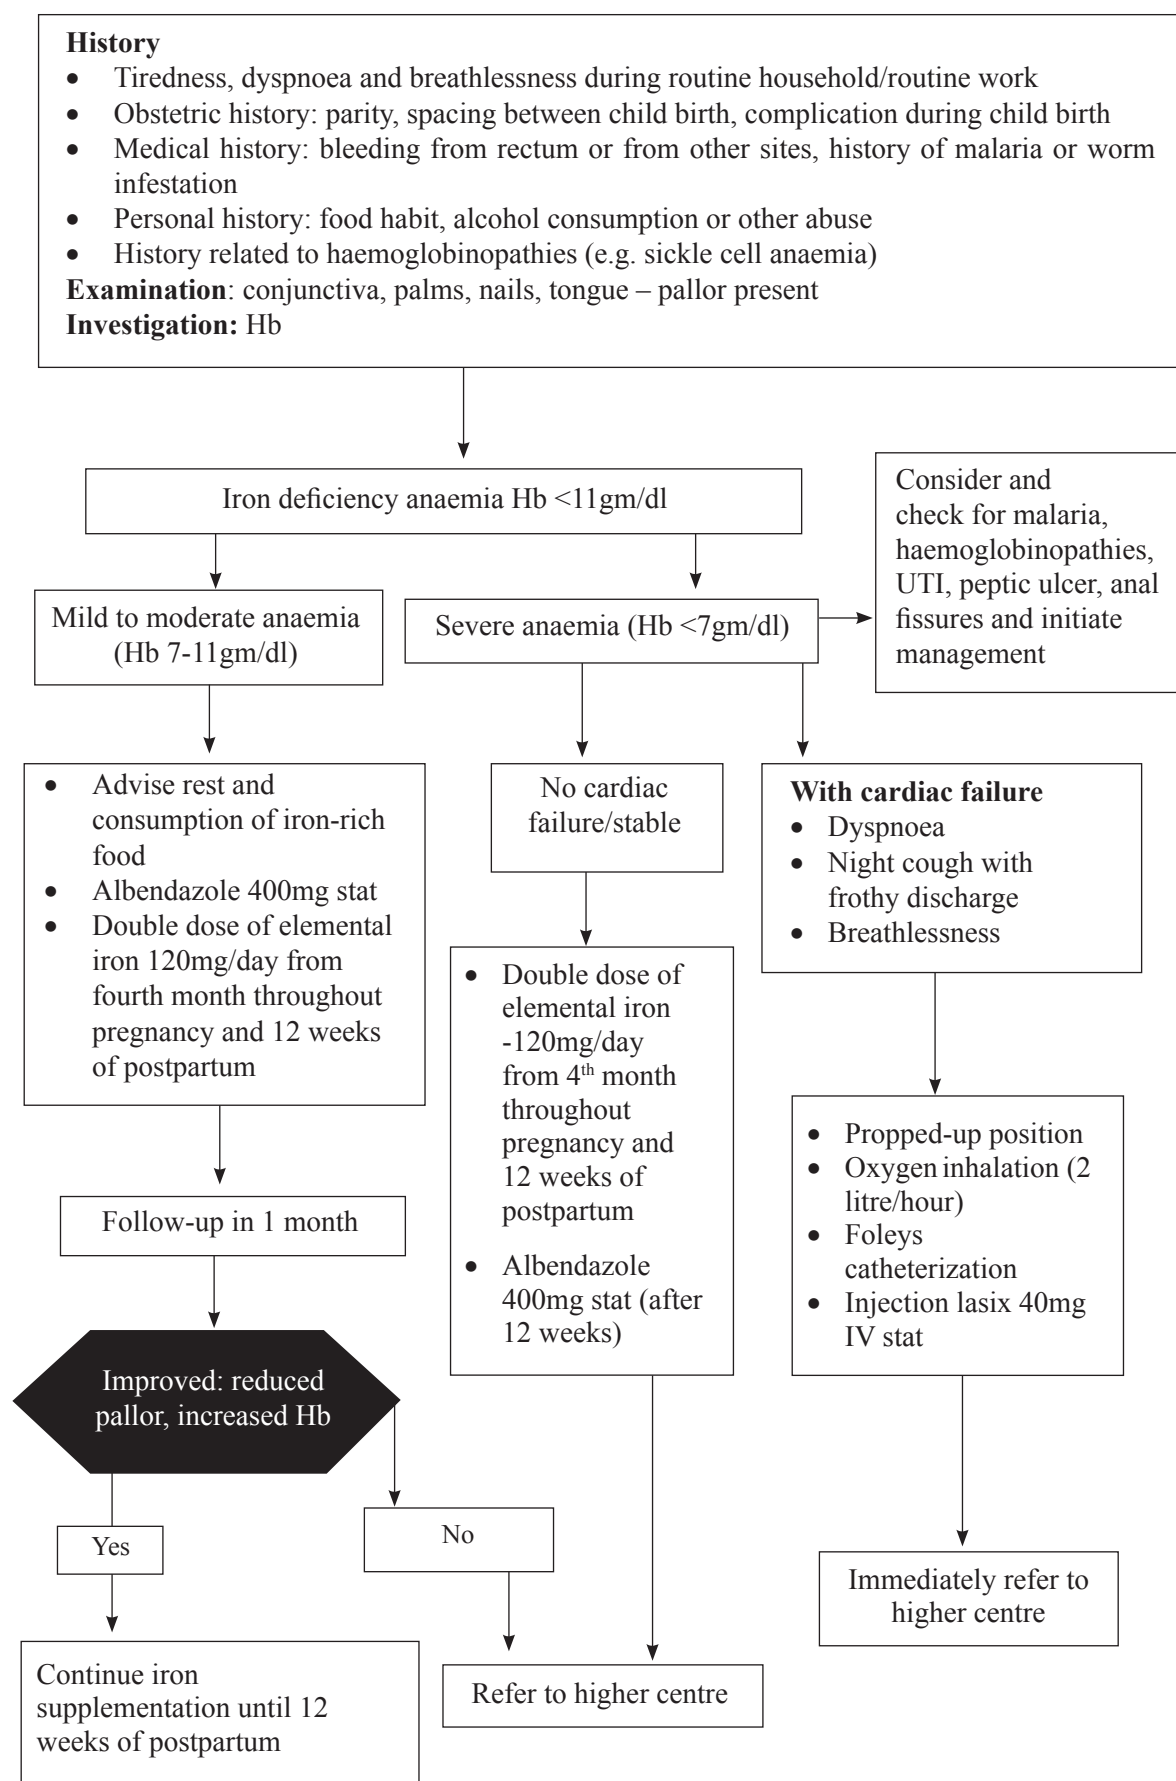 History
• Tiredness, dyspnoea and breathlessness during routine household/routine work
• Obstetric history: parity, spacing between child birth, complication during child birth
• Medical history: bleeding from rectum or from other sites, history of malaria or worm
infestation
• Personal history: food habit, alcohol consumption or other abuse
• History related to haemoglobinopathies (e.g. sickle cell anaemia)
Examination: conjunctiva, palms, nails, tongue – pallor present
Investigation: Hb
Iron deficiency anaemia Hb <11gm/dl
Consider and
check for malaria,
haemoglobinopathies,
UTI, peptic ulcer, anal
fissures and initiate
management
Mild to moderate anaemia
(Hb 7-11gm/dl)
Severe anaemia (Hb <7gm/dl)
• Advise rest and
consumption of iron-rich
food
• Albendazole 400mg stat
• Double dose of elemental
iron 120mg/day from
fourth month throughout
pregnancy and 12 weeks
of postpartum
No cardiac
failure/stable
With cardiac failure
• Dyspnoea
• Night cough with
frothy discharge
• Breathlessness
• Double dose of
elemental iron
-120mg/day
from 4th month
throughout
pregnancy and
12 weeks of
postpartum
• Albendazole
400mg stat (after
12 weeks)
• Propped-up position
• Oxygen inhalation (2
litre/hour)
• Foleys
catheterization
• Injection lasix 40mg
IV stat
Follow-up in 1 month
Improved: reduced
pallor, increased Hb
Yes
No
Continue iron
supplementation until 12
weeks of postpartum
Refer to higher centre
Immediately refer to
higher centre